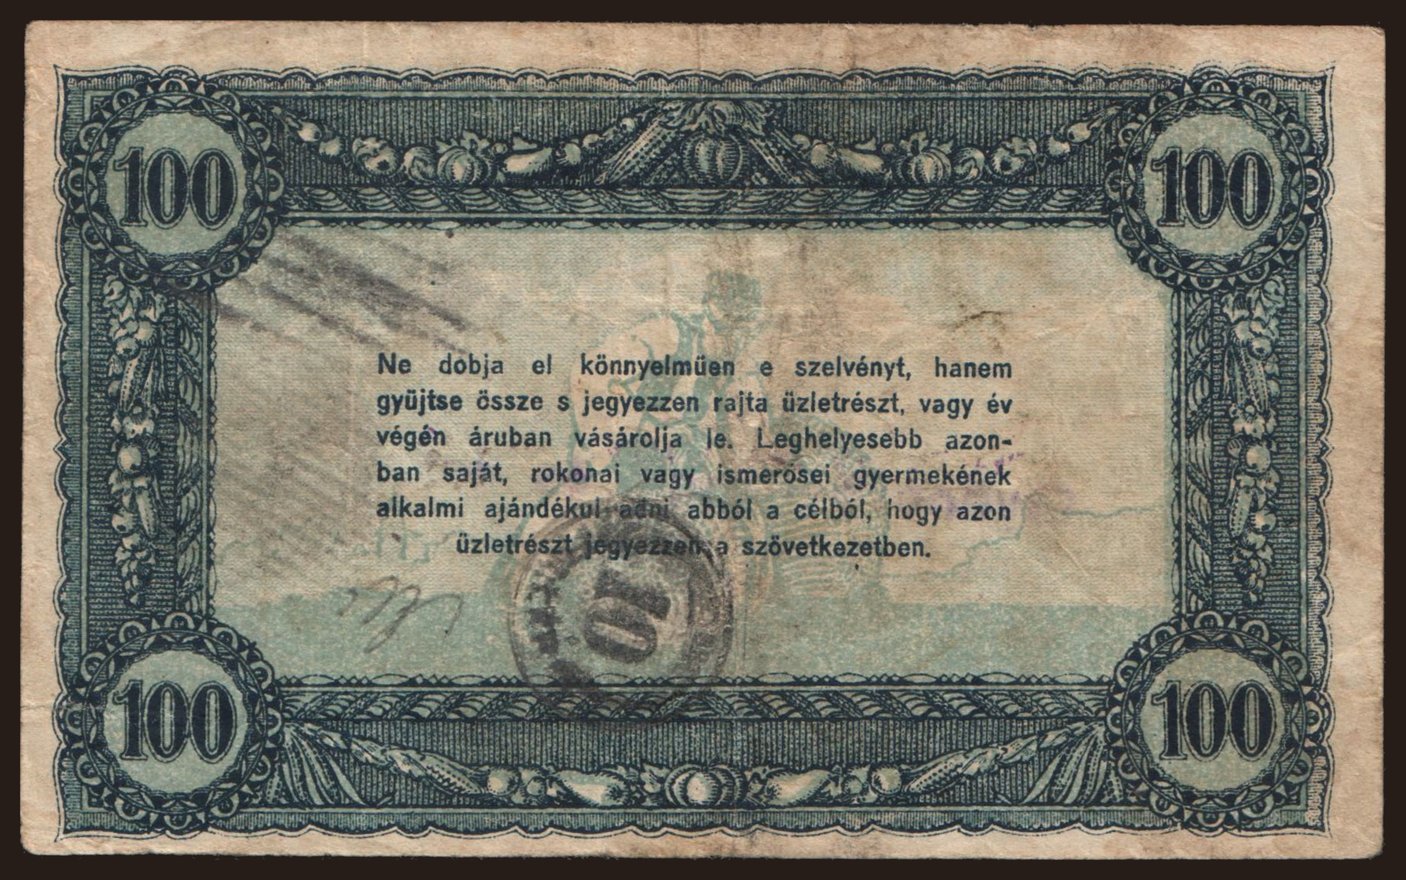 100 100
Ne dobja el könnyelműen e szelvényt, hanem
gyüjtse össze s jegyezzen rajta üzletrészt, vagy év
végén áruban vásárolja le. Leghelyesebb azon-
ban saját, rokonai vagy ismerősei gyermekének
alkalmi ajándékul adni abból a célból, hogy azon
üzletrészt jegyezzen a szövetkezetben.
10
100 100